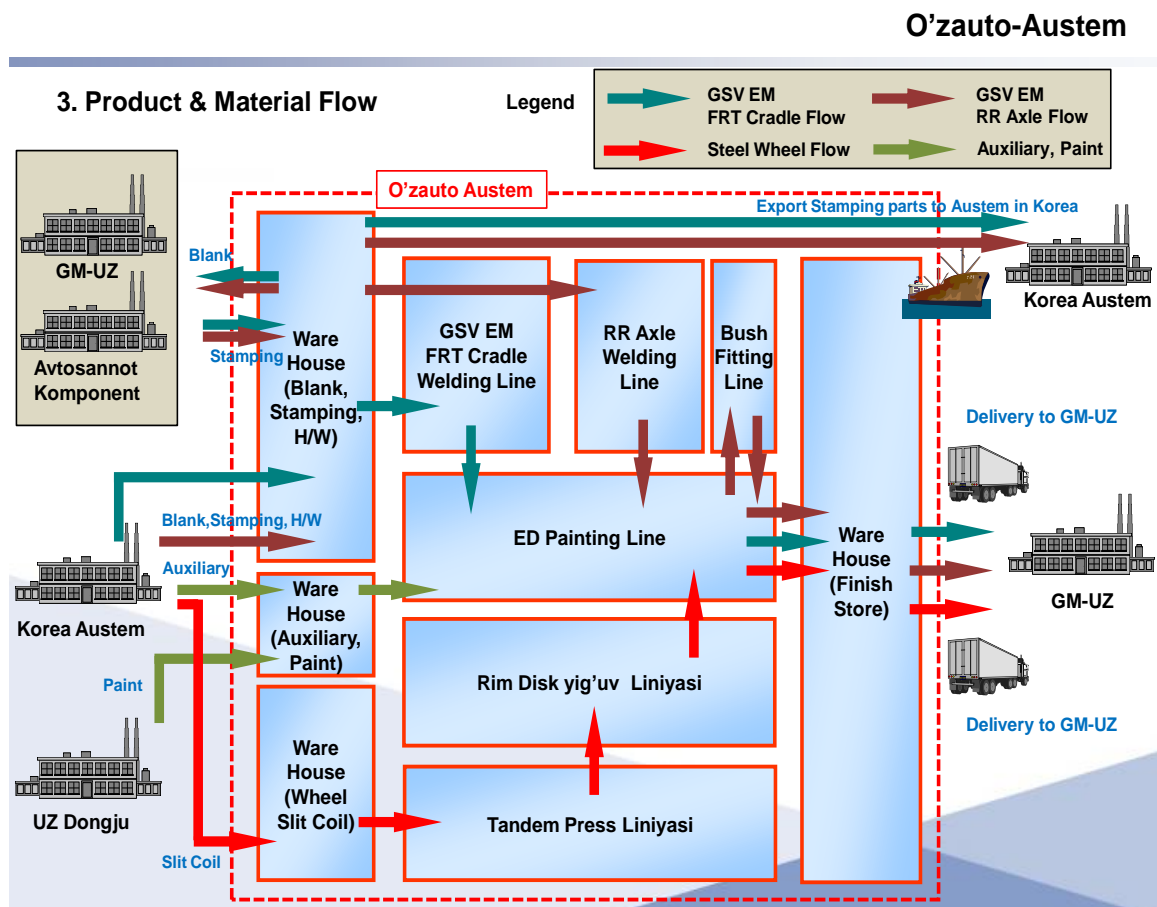 O'zauto-Austem
3. Product & Material Flow
Legend
GSV EM
FRT Cradle Flow
GSV EM
RR Axle Flow
Steel Wheel Flow
Auxiliary, Paint
O'zauto Austem
Export Stamping parts to Austem in Korea
GM-UZ
Avtosannot
Komponent
Blank
Stamping
Ware
House
(Blank,
Stamping,
H/W)
GSV EM
FRT Cradle
Welding Line
RR Axle
Welding
Line
Bush
Fitting
Line
Korea Austem
Delivery to GM-UZ
Blank,Stamping, H/W
Auxiliary
Korea Austem
Paint
UZ Dongju
Slit Coil
Ware
House
(Auxiliary,
Paint)
ED Painting Line
Rim Disk yig'uv Liniyasi
Ware
House
(Wheel
Slit Coil)
Tandem Press Liniyasi
Ware
House
(Finish
Store)
GM-UZ
Delivery to GM-UZ